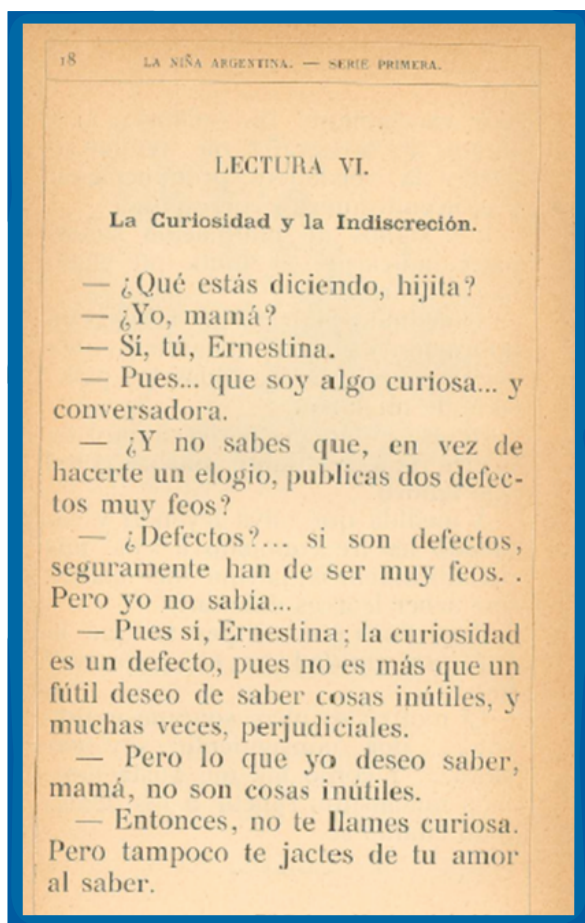 18 LA NIÑA ARGENTINA. — SERIE PRIMERA.
LECTURA VI.
La Curiosidad y la Indiscreción.
— ¿Qué estás diciendo, hijita?
— ¿Yo, mamá?
— Sí, tú, Ernestina.
— Pues... que soy algo curiosa... y
conversadora.
— ¿Y no sabes que, en vez de
hacerte un elogio, publicas dos defec-
tos muy feos?
— ¿Defectos?... si son defectos,
seguramente han de ser muy feos. .
Pero yo no sabía...
— Pues si, Ernestina; la curiosidad
es un defecto, pues no es más que un
fútil deseo de saber cosas inútiles, y
muchas veces, perjudiciales.
— Pero lo que yo deseo saber,
mamá, no son cosas inútiles.
— Entonces, no te llames curiosa.
Pero tampoco te jactes de tu amor
al saber.